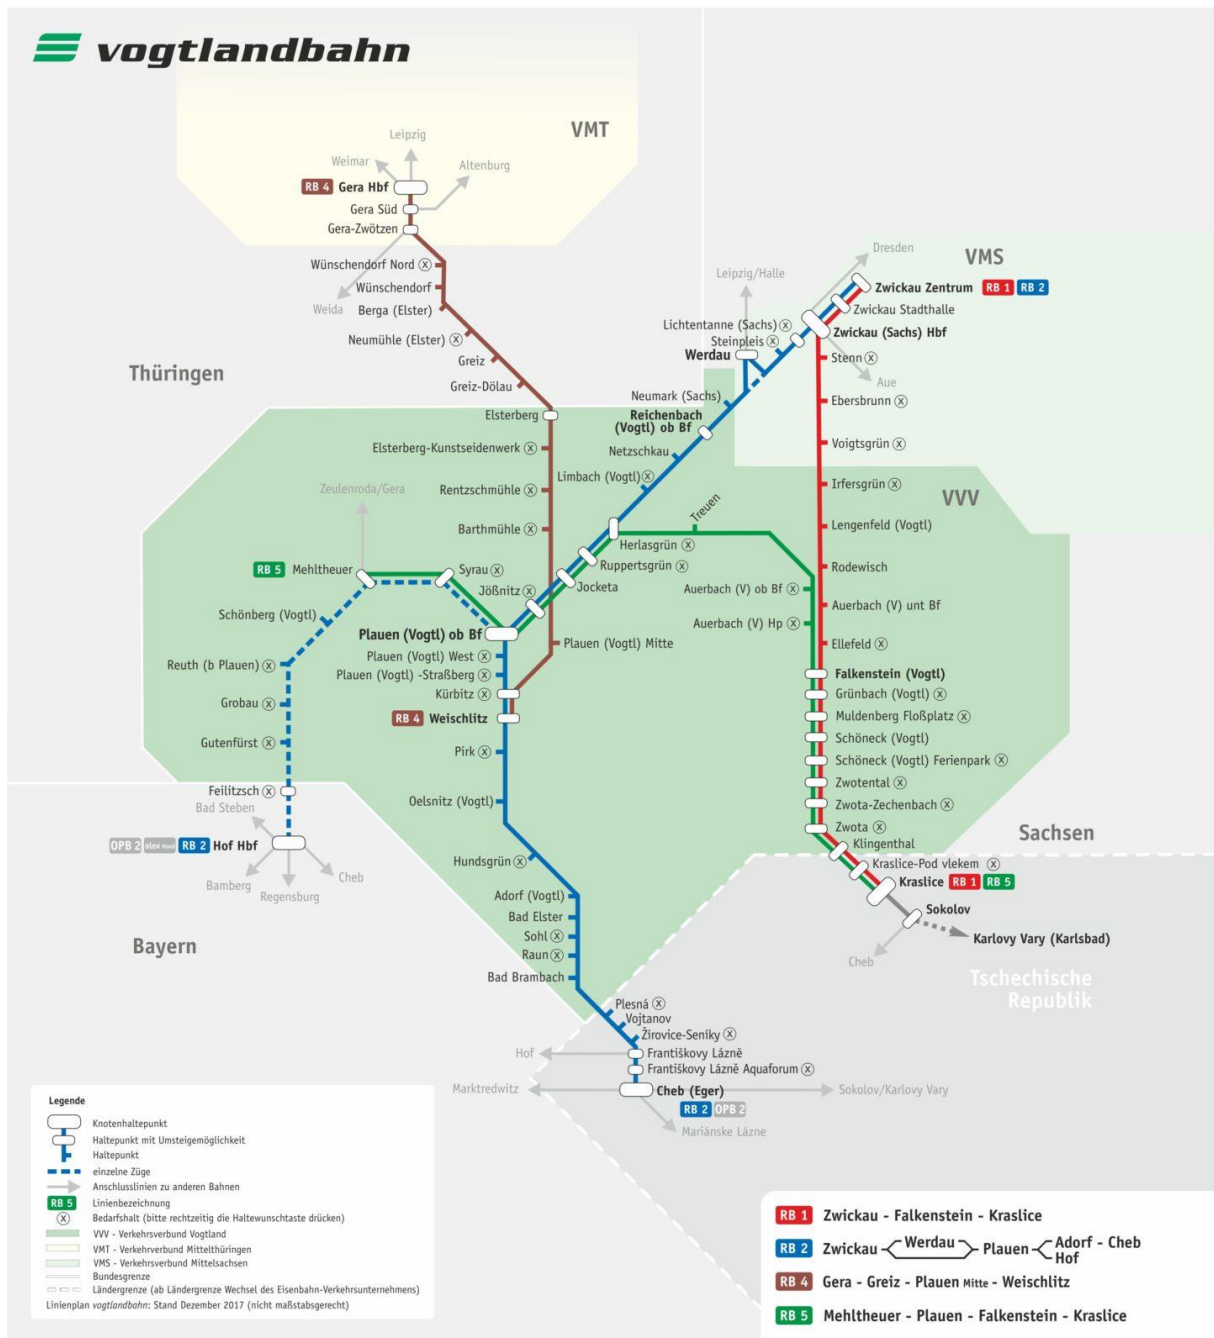 vogtlandbahn
VMT
Leipzig
Weimar
Altenburg
RB 4 Gera Hbf
Gera Süd
Gera-Zwötzen
Wünschendorf Nord ⓧ
Wünschendorf
Weida
Berga (Elster)
Neumühle (Elster) ⓧ
Greiz
Greiz-Dölau
Thüringen
Elsterberg
Elsterberg-Kunstseidenwerk ⓧ
Rentzschmühle ⓧ
Barthmühle ⓧ
Plauen (Vogtl) Mitte
VMS
Dresden
Leipzig/Halle
Zwickau Zentrum RB 1 RB 2
Zwickau Stadthalle
Zwickau (Sachs) Hbf
Lichtentanne (Sachs) ⓧ
Steinpleis ⓧ
Werdau
Neumark (Sachs)
Reichenbach
(Vogtl) ob Bf
Netzschkau
Limbach (Vogtl) ⓧ
Aue
Stenn ⓧ
Ebersbrunn ⓧ
Voigtsgrün ⓧ
Irfersgrün ⓧ
VVV
Lengenfeld (Vogtl)
Rodewisch
Auerbach (V) unt Bf
Ellefeld ⓧ
Treuen
Herlasgrün ⓧ
Ruppertsgrün ⓧ
Jocketa
Jößnitz ⓧ
Auerbach (V) ob Bf ⓧ
Auerbach (V) Hp ⓧ
Zeulenroda/Gera
RB 5 Mehltheuer
Syrau ⓧ
Schönberg (Vogtl)
Reuth (b Plauen) ⓧ
Grobau ⓧ
Gutenfürst ⓧ
Feilitzsch ⓧ
Bad Steben
OPB 2 alex Nord RB 2 Hof Hbf
Bamberg
Regensburg
Cheb
Bayern
Plauen (Vogtl) ob Bf
Plauen (Vogtl) West ⓧ
Plauen (Vogtl) -Straßberg ⓧ
Kürbitz ⓧ
RB 4 Weischlitz
Pirk ⓧ
Oelsnitz (Vogtl)
Hundsgrün ⓧ
Adorf (Vogtl)
Bad Elster
Sohl ⓧ
Raun ⓧ
Bad Brambach
Plesná ⓧ
Vojtanov
Žirovice-Seníky ⓧ
Hof
Františkovy Lázně
Františkovy Lázně Aquaforum ⓧ
Marktredwitz
Cheb (Eger)
Sokolov/Karlovy Vary
RB 2 OPB 2
Mariánske Lázne
Falkenstein (Vogtl)
Grünbach (Vogtl) ⓧ
Muldenberg Floßplatz ⓧ
Schöneck (Vogtl)
Schöneck (Vogtl) Ferienpark ⓧ
Zwotental ⓧ
Zwota-Zechenbach ⓧ
Zwota ⓧ
Klingenthal
Sachsen
Kraslice-Pod vlekem ⓧ
Kraslice RB 1 RB 5
Sokolov
Karlovy Vary (Karlsbad)
Cheb
Tschechische
Republik
Legende
Knotenhaltepunkt
Haltepunkt mit Umsteigemöglichkeit
Haltepunkt
einzelne Züge
Anschlusslinien zu anderen Bahnen
RB 5 Linienbezeichnung
ⓧ Bedarfshalt (bitte rechtzeitig die Haltewunschtaste drücken)
VVV - Verkehrsverbund Vogtland
VMT - Verkehrverbund Mittelthüringen
VMS - Verkehrsverbund Mittelsachsen
Bundesgrenze
Ländergrenze (ab Ländergrenze Wechsel des Eisenbahn-Verkehrsunternehmens)
Linienplan vogtlandbahn: Stand Dezember 2017 (nicht maßstabsgerecht)
RB 1 Zwickau - Falkenstein - Kraslice
RB 2 Zwickau Werdau Plauen Adorf - Cheb
Hof
RB 4 Gera - Greiz - Plauen Mitte - Weischlitz
RB 5 Mehltheuer - Plauen - Falkenstein - Kraslice